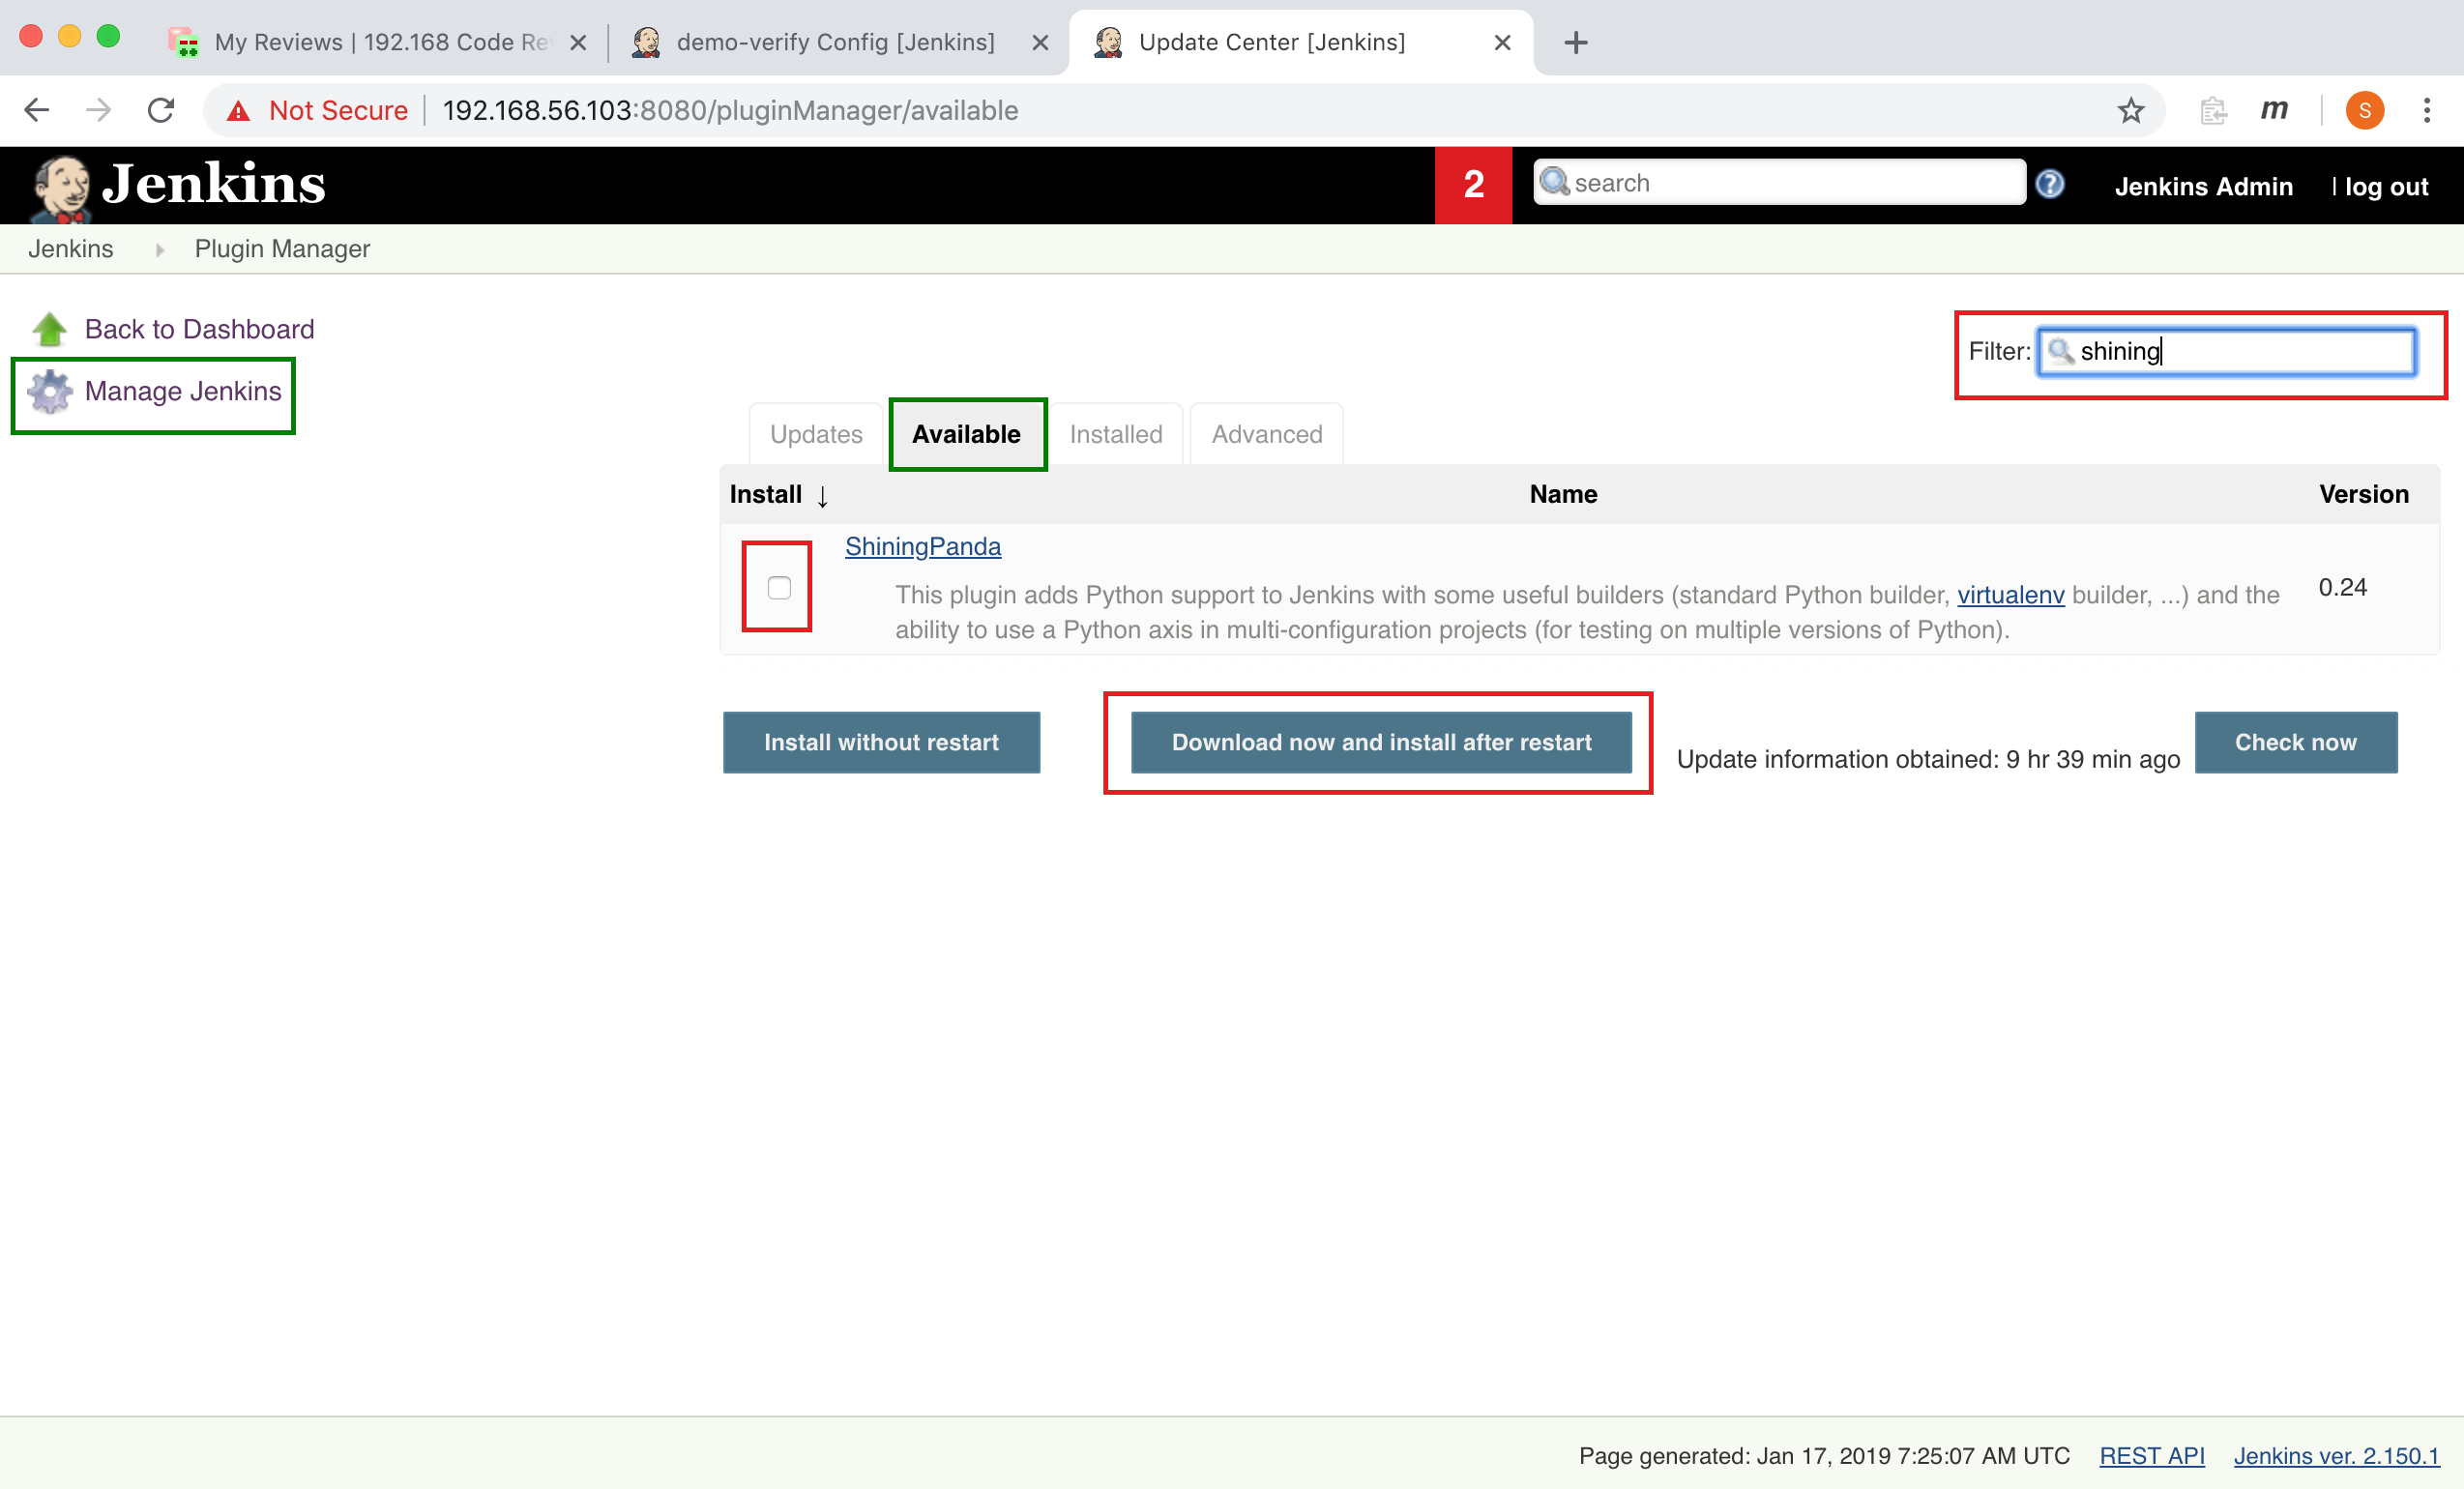 My Reviews | 192.168 Code Re
demo-verify Config [Jenkins]
Update Center [Jenkins]
Not Secure
192.168.56.103:8080/pluginManager/available
m
S
Jenkins
2
search
?
Jenkins Admin
| log out
Jenkins
Plugin Manager
Back to Dashboard
Manage Jenkins
Filter:
shining
Updates
Available
Installed
Advanced
Install ↓
Name
Version
ShiningPanda
This plugin adds Python support to Jenkins with some useful builders (standard Python builder, virtualenv builder, ...) and the
ability to use a Python axis in multi-configuration projects (for testing on multiple versions of Python).
0.24
Install without restart
Download now and install after restart
Update information obtained: 9 hr 39 min ago
Check now
Page generated: Jan 17, 2019 7:25:07 AM UTC
REST API
Jenkins ver. 2.150.1